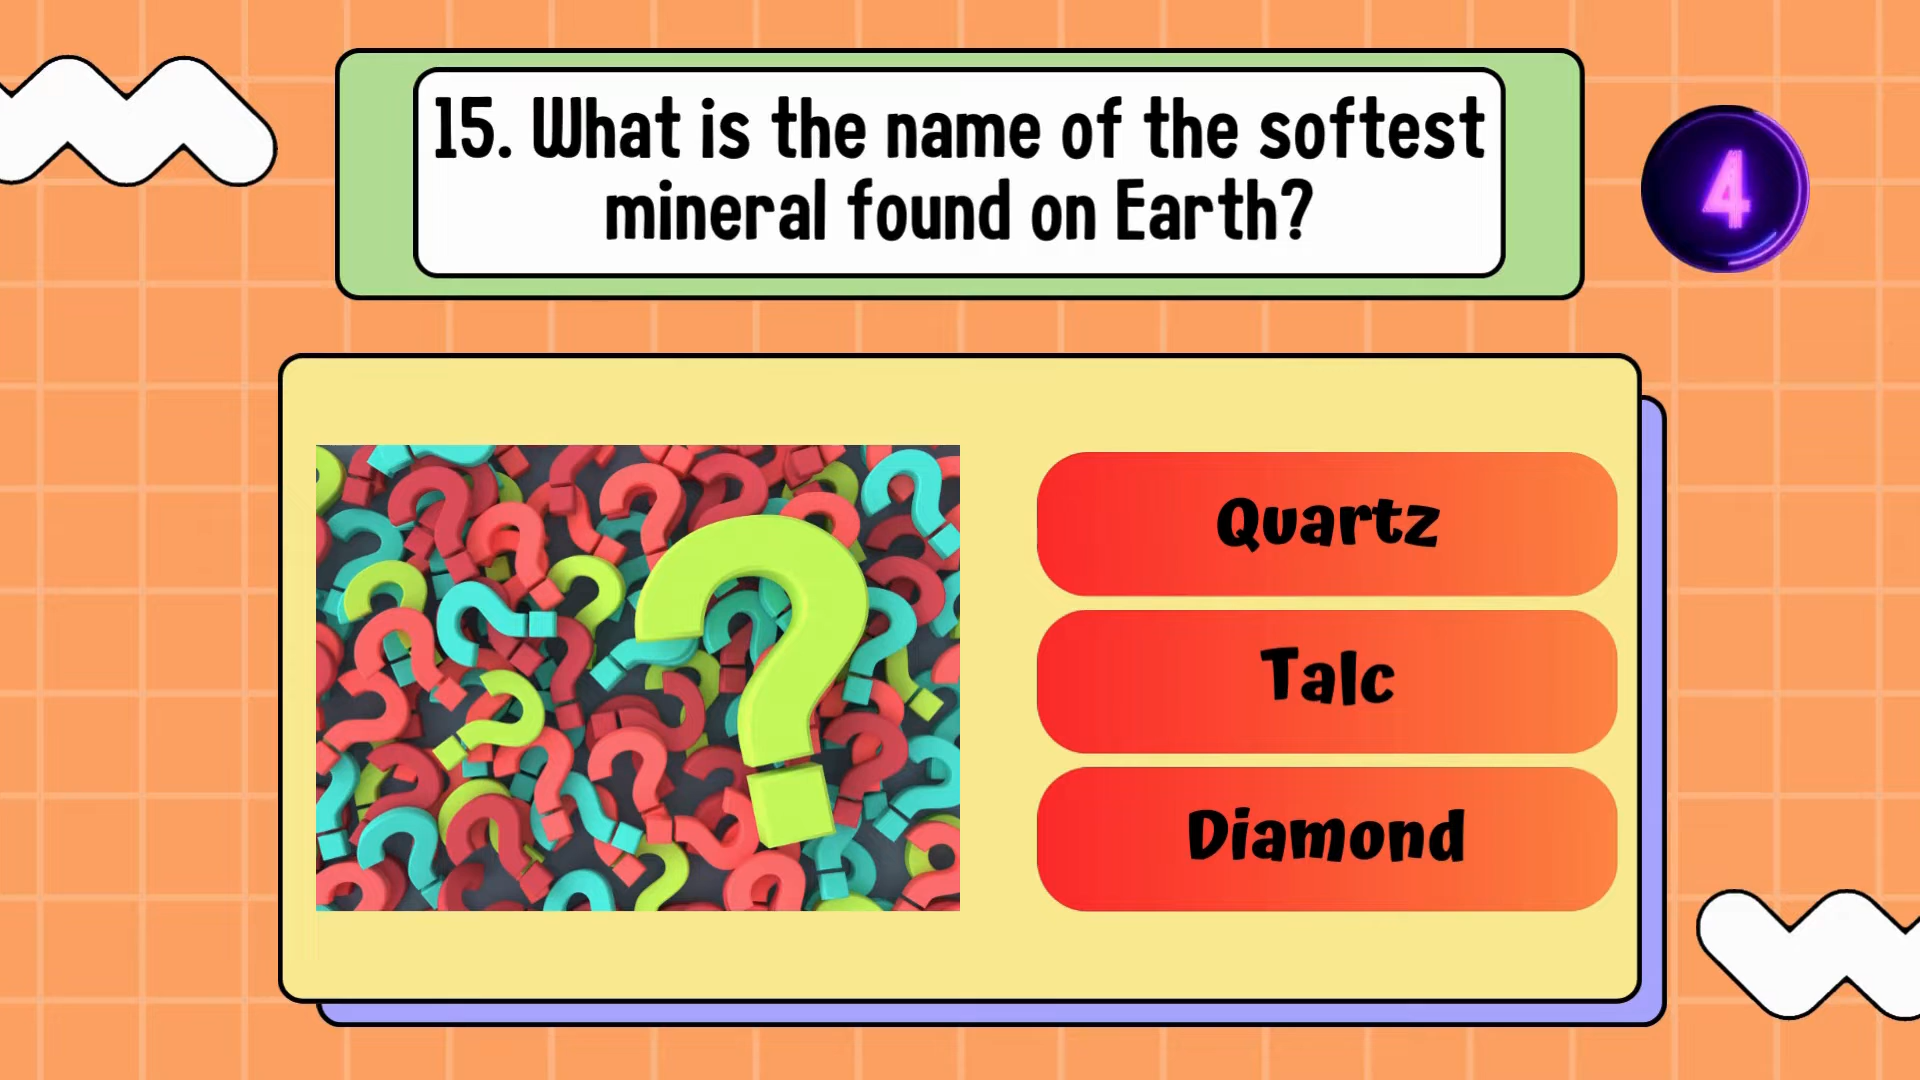 15. What is the name of the softest
mineral found on Earth?
4
Quartz
Talc
Diamond